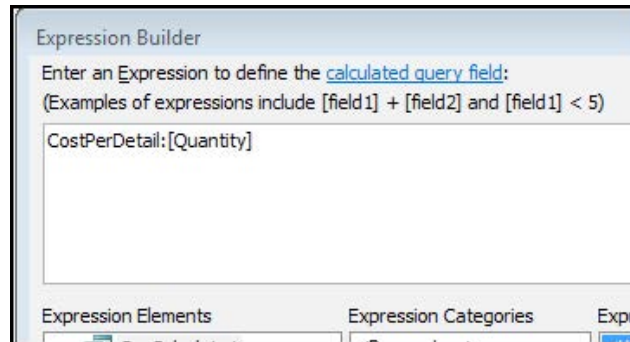 Expression Builder
Enter an Expression to define the calculated query field:
(Examples of expressions include [field1] + [field2] and [field1] < 5)
CostPerDetail:[Quantity]
Expression Elements Expression Categories Expr